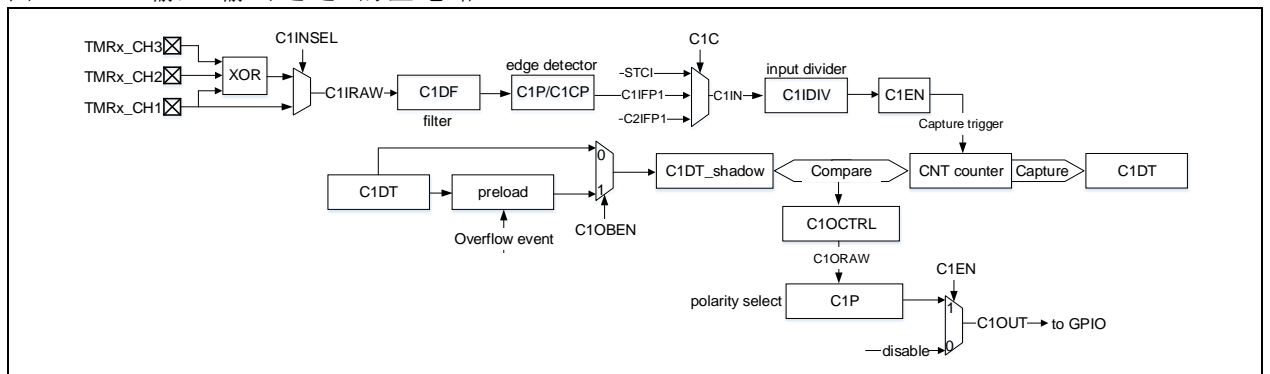 C1INSEL
C1C
TMRx_CH3
TMRx_CH2
TMRx_CH1
XOR
C1IRAW
C1DF
filter
edge detector
C1P/C1CP
STCI
C1IFP1
C2IFP1
C1IN
input divider
C1IDIV
C1EN
Capture trigger
C1DT
preload
Overflow event
0
1
C1OBEN
C1DT_shadow
Compare
CNT counter
Capture
C1DT
C1OCTRL
C1ORAW
polarity select
C1P
C1EN
1
0
disable
C1OUT
to GPIO